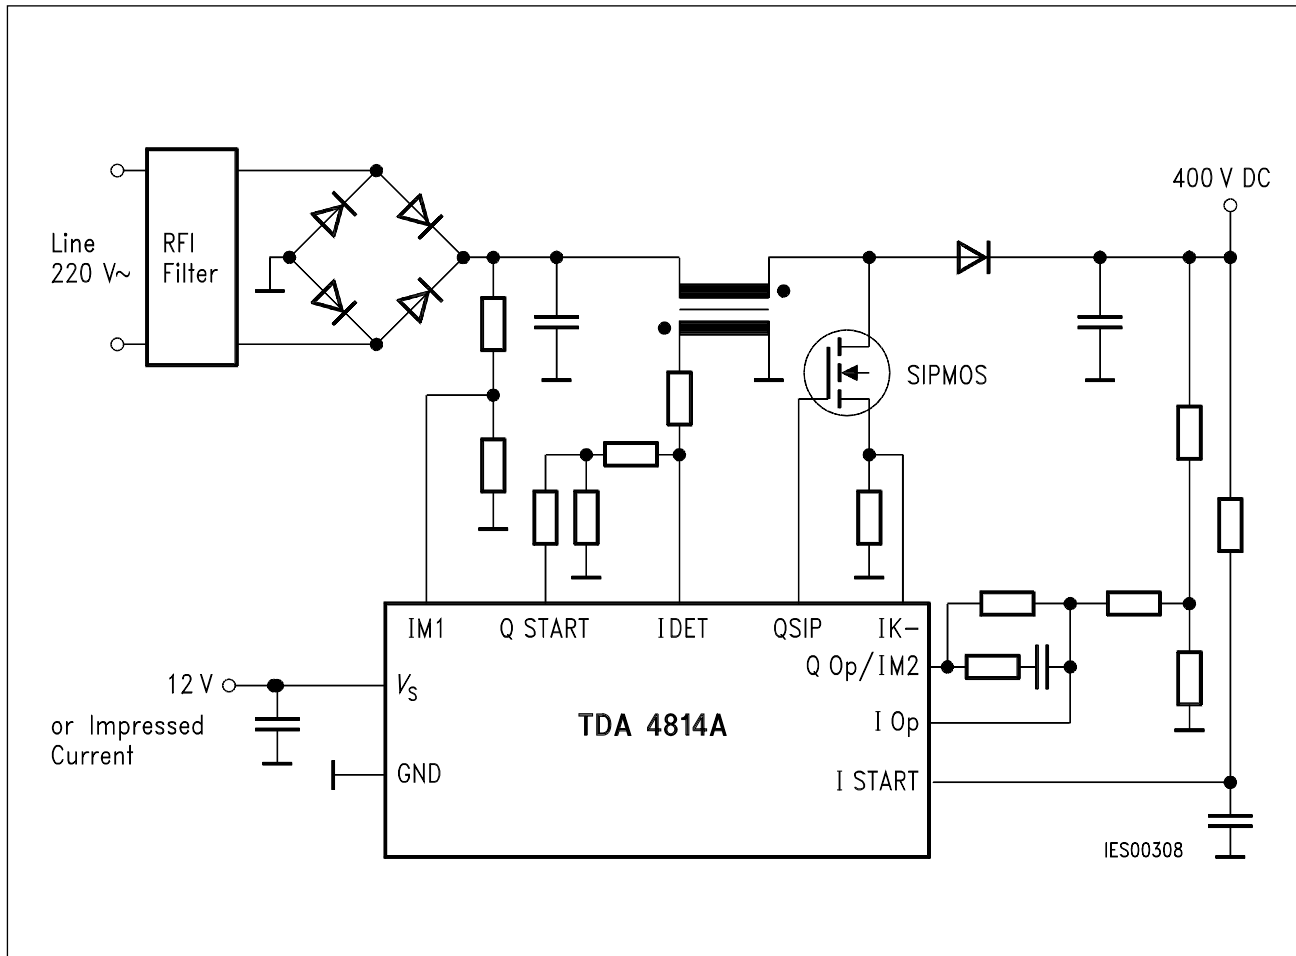 400 V DC
Line
220 V~
RFI
Filter
SIPMOS
IM1
Q START
I DET
QSIP
IK−
Q Op/IM2
12 V
VS
or Impressed
Current
TDA 4814A
I Op
GND
I START
IES00308